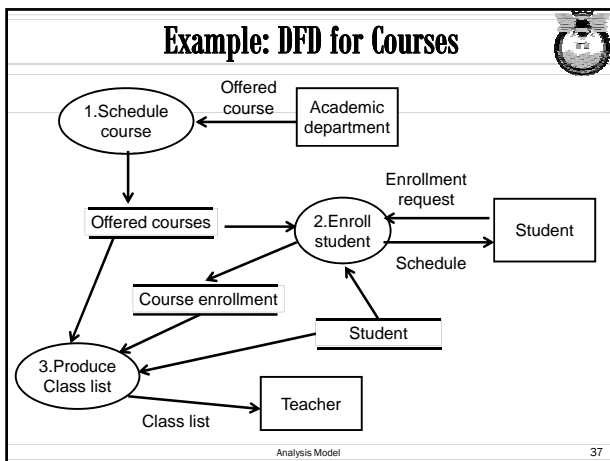 Example: DFD for Courses
Offered
course
1.Schedule
course
Academic
department
Enrollment
request
Offered courses
2.Enroll
student
Student
Schedule
Course enrollment
Student
3.Produce
Class list
Teacher
Class list
Analysis Model
37